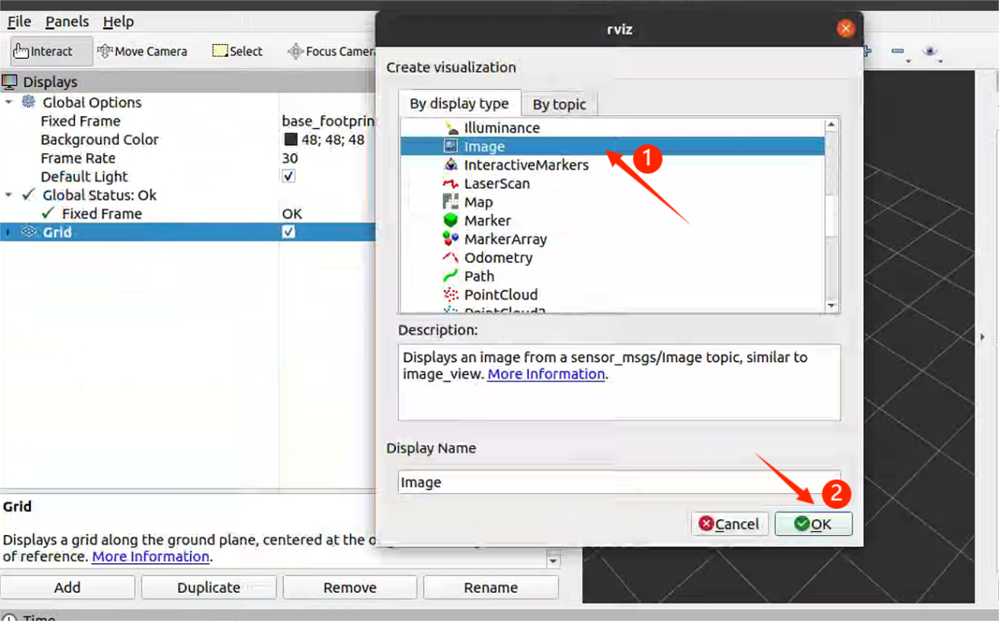 File Panels Help
rviz
Interact Move Camera Select Focus Camer
Create visualization
Displays
By display type By topic
Global Options
Fixed Frame base_footprin
Background Color 48; 48; 48
Frame Rate 30
Default Light
Global Status: Ok
Fixed Frame OK
Grid
Illuminance
Image
1
InteractiveMarkers
LaserScan
Map
Marker
MarkerArray
Odometry
Path
PointCloud
PointCloud2
Description:
Displays an image from a sensor_msgs/Image topic, similar to
image_view. More Information.
Display Name
Image
2
Cancel OK
Grid
Displays a grid along the ground plane, centered at the
of reference. More Information.
Add Duplicate Remove Rename
Time